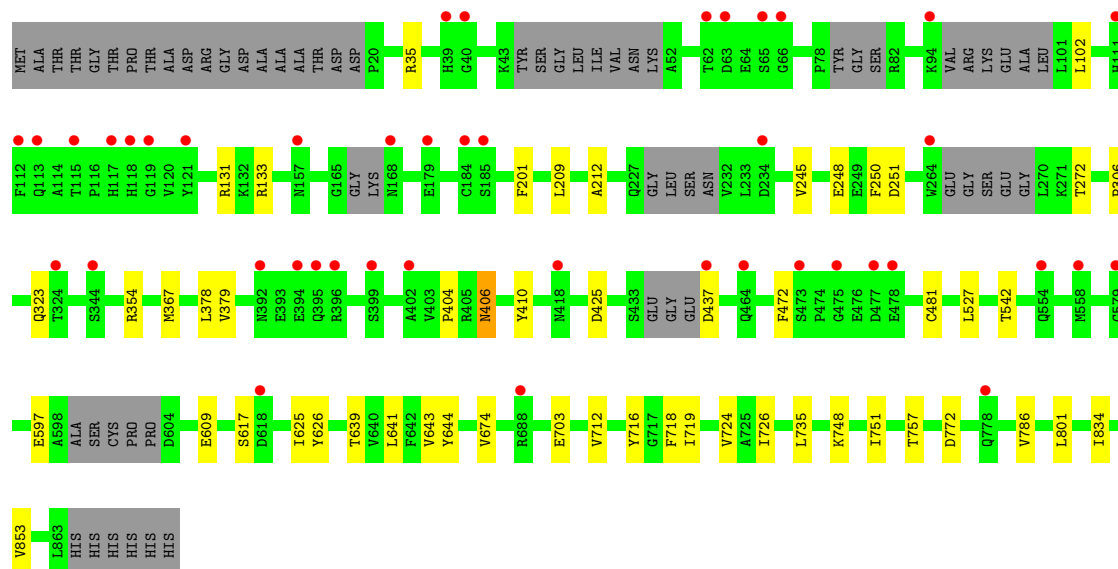 MET ALA THR THR GLY THR PRO THR ALA ASP ARG GLY ASP ALA ALA ALA ALA THR ASP ASP P20 R35 H39 G40 K43 TYR SER GLY LEU ILE VAL ASN LYS A52 T62 D63 E64 S65 G66 P78 TYR GLY SER R82 K94 VAL ARG LYS GLU ALA LEU L101 L102 H111
F112 Q113 A114 T115 P116 H117 H118 G119 V120 Y121 R131 K132 R133 N157 G165 GLY LYS N168 E179 C184 S185 F201 L209 A212 Q227 GLY LEU SER ASN V232 L233 D234 V245 E248 E249 F250 D251 W264 GLU GLY SER GLU GLY L270 K271 T272
Q323 T324 S344 R354 M367 L378 V379 N392 E393 E394 Q395 R396 S399 A402 V403 P404 R405 N406 Y410 N418 D425 S433 GLU GLY GLU D437 Q464 F472 S473 P474 G475 E476 D477 E478 C481 L527 T542 Q554 M558
E597 A598 ALA SER CYS PRO PRO D604 E609 S617 D618 I625 Y626 T639 V640 L641 F642 V643 Y644 V674 R688 E703 V712 Y716 G717 F718 I719 V724 A725 I726 L735 K748 I751 T757 D772 Q778 V786 L801 I834
V853 L863 HIS HIS HIS HIS HIS HIS